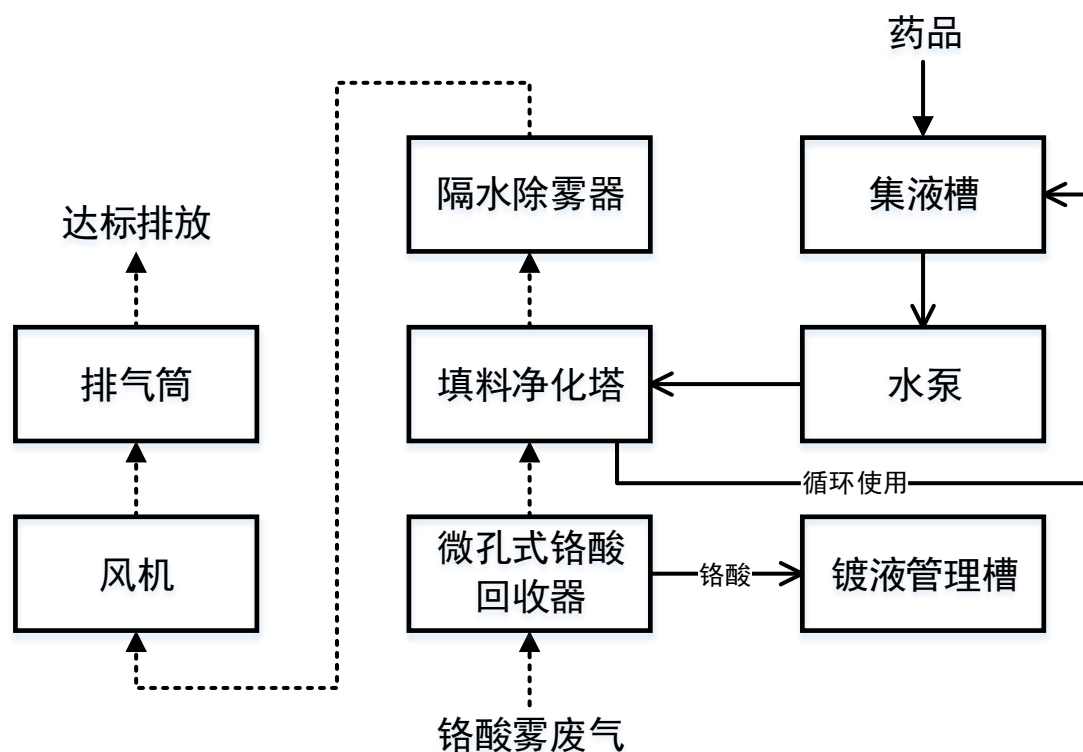 药品
隔水除雾器
集液槽
达标排放
排气筒
填料净化塔
水泵
循环使用
风机
微孔式铬酸
回收器
铬酸
镀液管理槽
铬酸雾废气